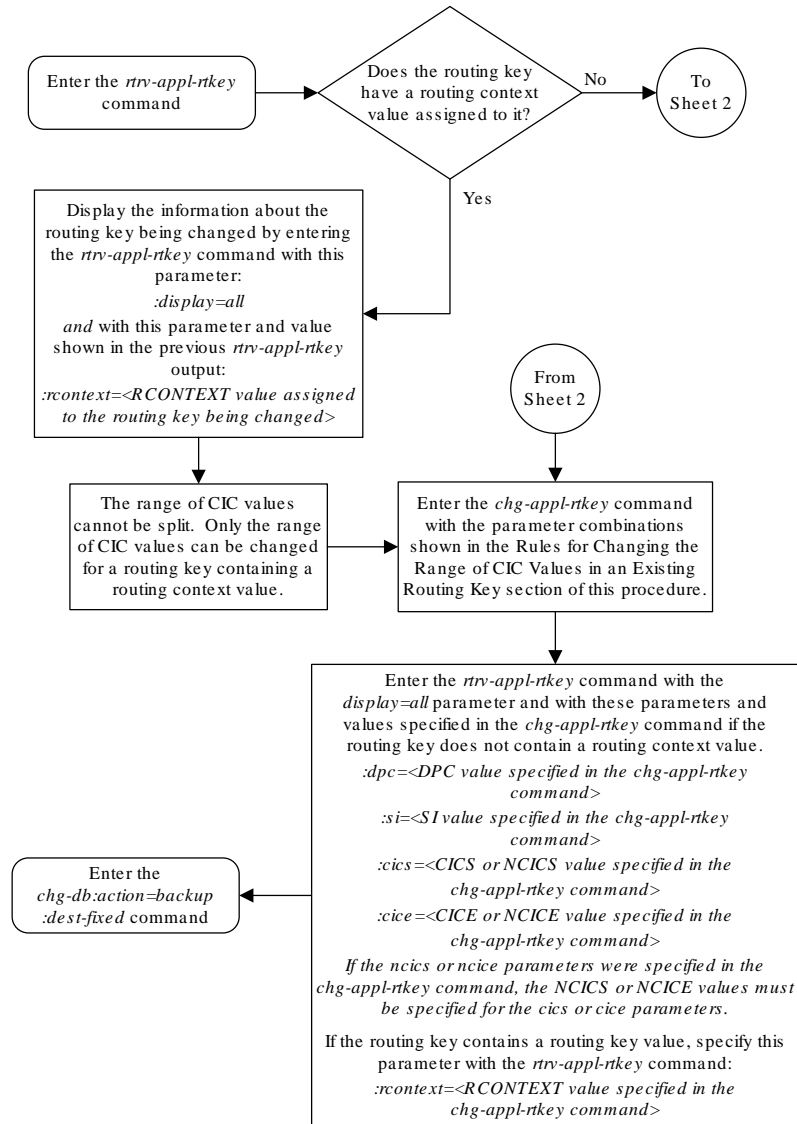 Enter the rtrv-appl-rtkey
command
Does the routing key
have a routing context
value assigned to it?
No
To
Sheet 2
Yes
Display the information about the
routing key being changed by entering
the rtrv-appl-rtkey command with this
parameter:
:display=all
and with this parameter and value
shown in the previous rtrv-appl-rtkey
output:
:rcontext=<RCONTEXT value assigned
to the routing key being changed>
From
Sheet 2
The range of CIC values
cannot be split. Only the range
of CIC values can be changed
for a routing key containing a
routing context value.
Enter the chg-appl-rtkey command
with the parameter combinations
shown in the Rules for Changing the
Range of CIC Values in an Existing
Routing Key section of this procedure.
Enter the rtrv-appl-rtkey command with the
display=all parameter and with these parameters and
values specified in the chg-appl-rtkey command if the
routing key does not contain a routing context value.
:dpc=<DPC value specified in the chg-appl-rtkey
command>
:si=<SI value specified in the chg-appl-rtkey
command>
:cics=<CICS or NCICS value specified in the
chg-appl-rtkey command>
:cice=<CICE or NCICE value specified in the
chg-appl-rtkey command>
If the ncics or ncice parameters were specified in the
chg-appl-rtkey command, the NCICS or NCICE values must
be specified for the cics or cice parameters.
If the routing key contains a routing key value, specify this
parameter with the rtrv-appl-rtkey command:
:rcontext=<RCONTEXT value specified in the
chg-appl-rtkey command>
Enter the
chg-db:action=backup
:dest-fixed command